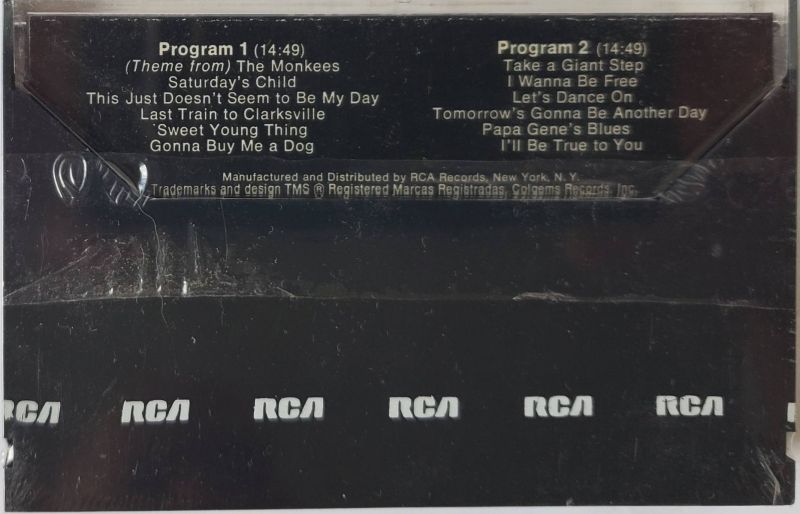 Program 1 (14:49)
(Theme from) The Monkees
Saturday's Child
This Just Doesn't Seem to Be My Day
Last Train to Clarksville
Sweet Young Thing
Gonna Buy Me a Dog
Program 2 (14:49)
Take a Giant Step
I Wanna Be Free
Let's Dance On
Tomorrow's Gonna Be Another Day
Papa Gene's Blues
I'll Be True to You
Manufactured and Distributed by RCA Records, New York, N. Y.
Trademarks and design TMS ® Registered Marcas Registradas, Colgems Records, Inc.
RCA RCA RCA RCA RCA RCA